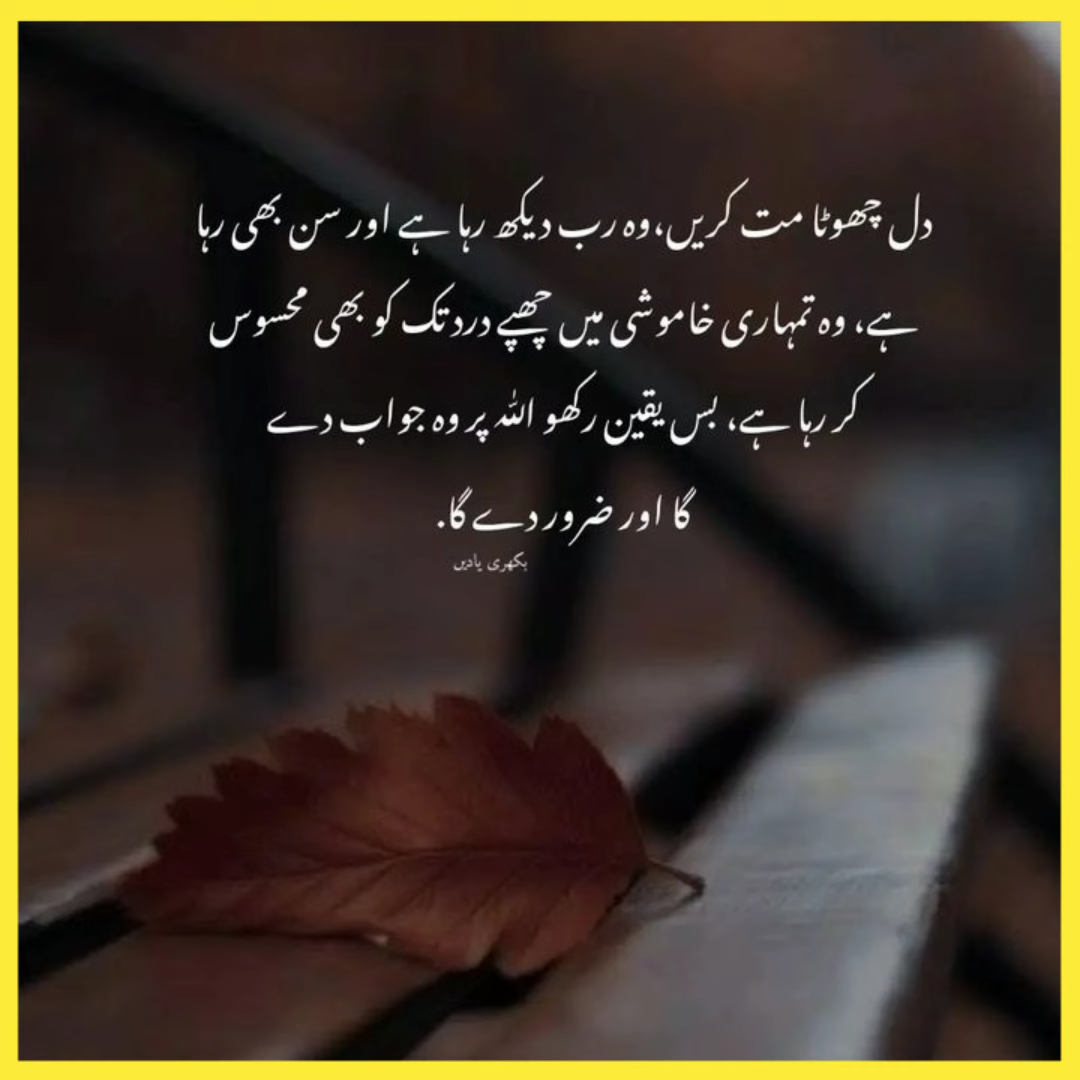 دل چھوٹا مت کریں، وہ رب دیکھ رہا ہے اور سن بھی رہا
ہے، وہ تمہاری خاموشی میں چھپے درد تک کو بھی محسوس
کر رہا ہے، بس یقین رکھو اللہ پر وہ جواب دے
گا اور ضرور دے گا.
بکھری یادیں